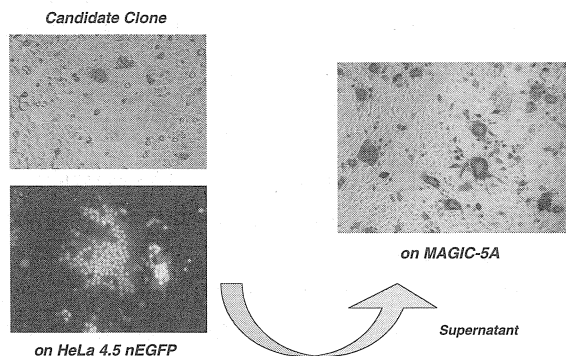 Candidate Clone
on MAGIC-5A
on HeLa 4.5 nEGFP
Supernatant